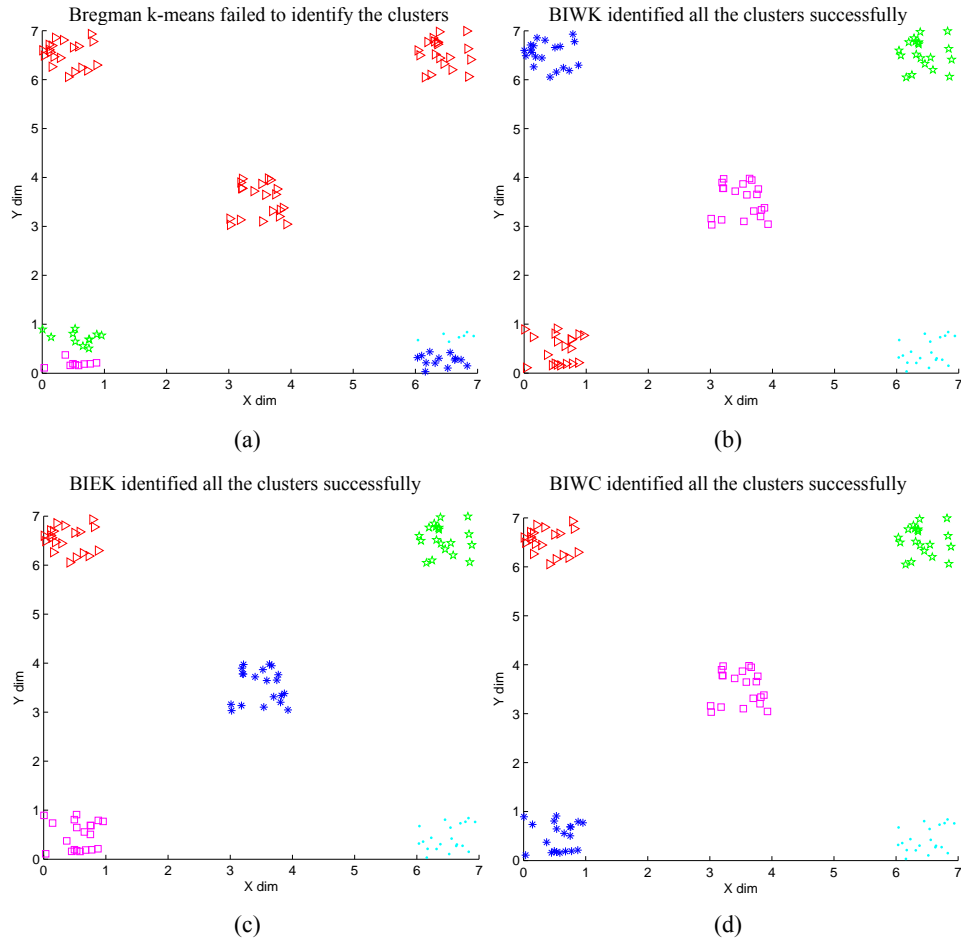 Bregman k-means failed to identify the clusters
7
6
5
4
3
2
1
0
Y dim
0 1 2 3 4 5 6 7
X dim
(a)
BIWK identified all the clusters successfully
7
6
5
4
3
2
1
0
Y dim
0 1 2 3 4 5 6 7
X dim
(b)
BIEK identified all the clusters successfully
7
6
5
4
3
2
1
0
Y dim
0 1 2 3 4 5 6 7
X dim
(c)
BIWC identified all the clusters successfully
7
6
5
4
3
2
1
0
Y dim
0 1 2 3 4 5 6 7
X dim
(d)